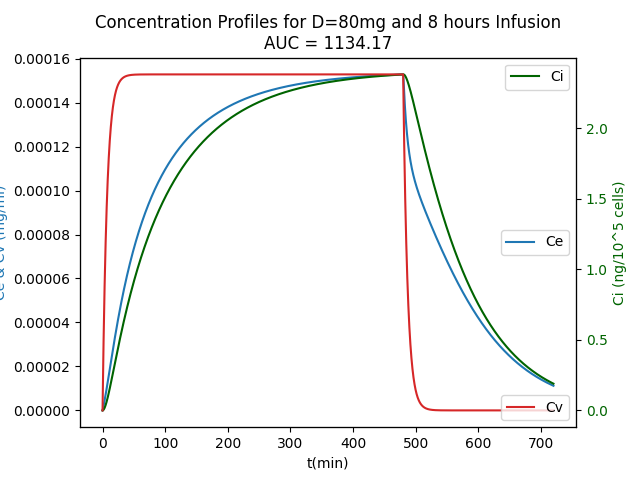 Concentration Profiles for D=80mg and 8 hours Infusion
AUC = 1134.17
0.00016
0.00014
0.00012
0.00010
0.00008
0.00006
0.00004
0.00002
0.00000
Ce & Cv (mg/ml)
0
100
200
300
400
500
600
700
t(min)
2.0
1.5
1.0
0.5
0.0
Ci (ng/10^5 cells)
Ci
Ce
Cv